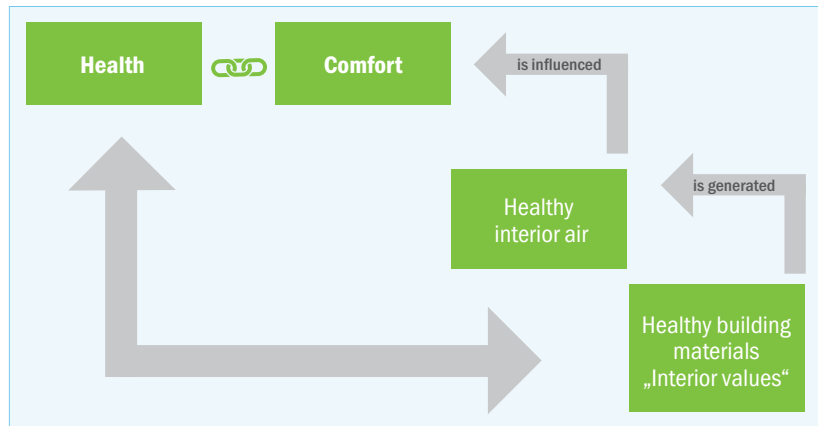 Health
Comfort
is influenced
Healthy
interior air
is generated
Healthy building
materials
„Interior values“